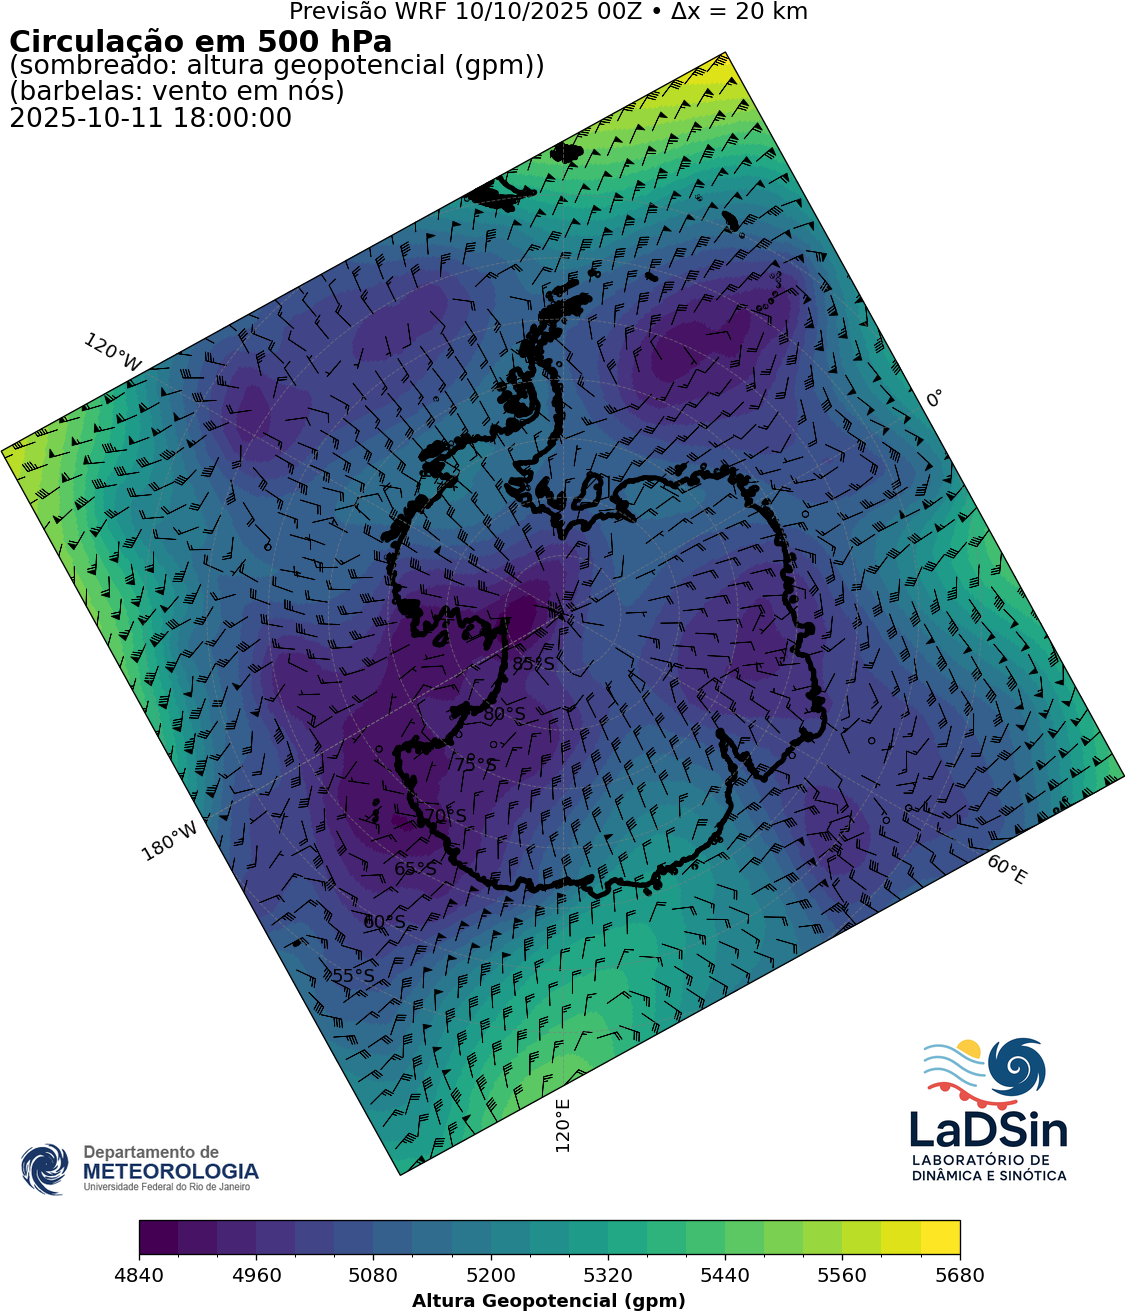 Previsão WRF 10/10/2025 00Z • Δx = 20 km
Circulação em 500 hPa
(sombreado: altura geopotencial (gpm))
(barbelas: vento em nós)
2025-10-11 18:00:00
120°W
0°
85°S
80°S
75°S
70°S
180°W
65°S
60°E
60°S
55°S
120°E
LaDSin
LABORATÓRIO DE
DINÂMICA E SINÓTICA
Departamento de
METEOROLOGIA
Universidade Federal do Rio de Janeiro
4840 4960 5080 5200 5320 5440 5560 5680
Altura Geopotencial (gpm)